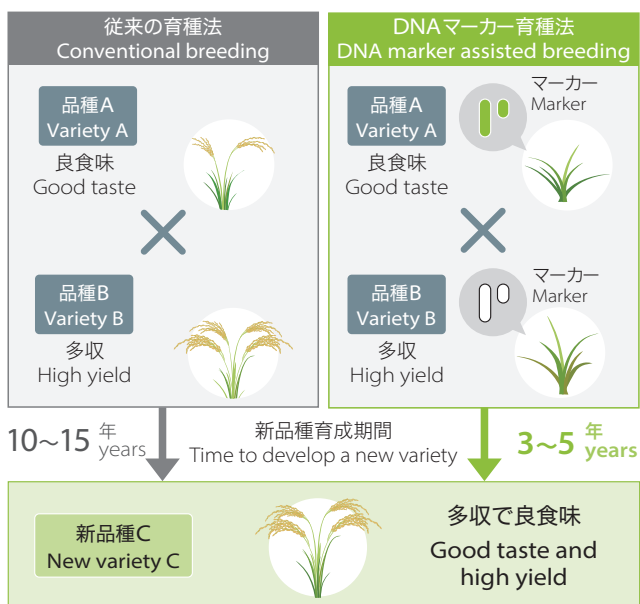 従来の育種法
Conventional breeding
品種A
Variety A
良食味
Good taste
品種B
Variety B
多収
High yield
DNAマーカー育種法
DNA marker assisted breeding
品種A
Variety A
マーカー
Marker
良食味
Good taste
品種B
Variety B
マーカー
Marker
多収
High yield
10〜15 年
years
新品種育成期間
Time to develop a new variety
3〜5 年
years
新品種C
New variety C
多収で良食味
Good taste and
high yield